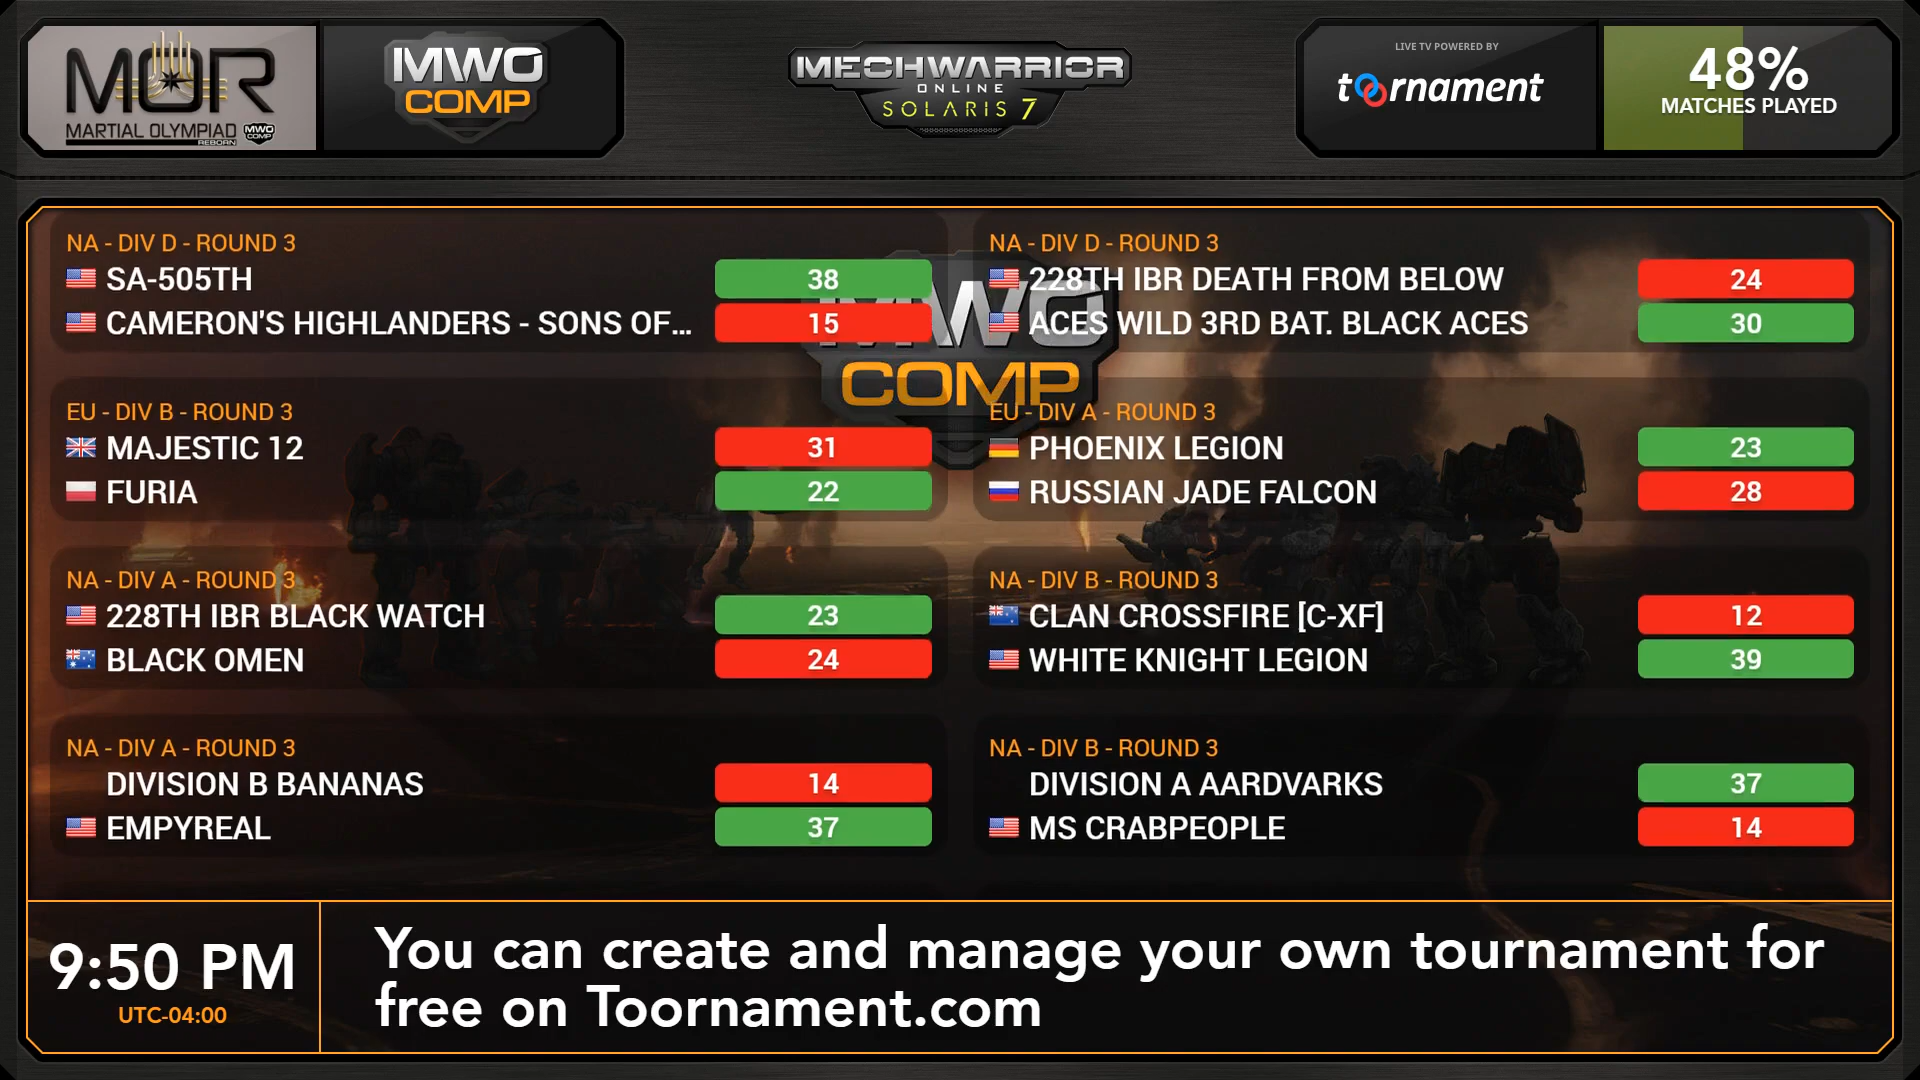 MOR
MARTIAL OLYMPIAD
REBORN
MWO
COMP
MWO
COMP
MECHWARRIOR
ONLINE
SOLARIS 7
LIVE TV POWERED BY
toornament
48%
MATCHES PLAYED
NA - DIV D - ROUND 3
SA-505TH 38
CAMERON'S HIGHLANDERS - SONS OF... 15
NA - DIV D - ROUND 3
228TH IBR DEATH FROM BELOW 24
ACES WILD 3RD BAT. BLACK ACES 30
MWO
COMP
EU - DIV B - ROUND 3
MAJESTIC 12 31
FURIA 22
EU - DIV A - ROUND 3
PHOENIX LEGION 23
RUSSIAN JADE FALCON 28
NA - DIV A - ROUND 3
228TH IBR BLACK WATCH 23
BLACK OMEN 24
NA - DIV B - ROUND 3
CLAN CROSSFIRE [C-XF] 12
WHITE KNIGHT LEGION 39
NA - DIV A - ROUND 3
DIVISION B BANANAS 14
EMPYREAL 37
NA - DIV B - ROUND 3
DIVISION A AARDVARKS 37
MS CRABPEOPLE 14
9:50 PM
UTC-04:00
You can create and manage your own tournament for
free on Toornament.com